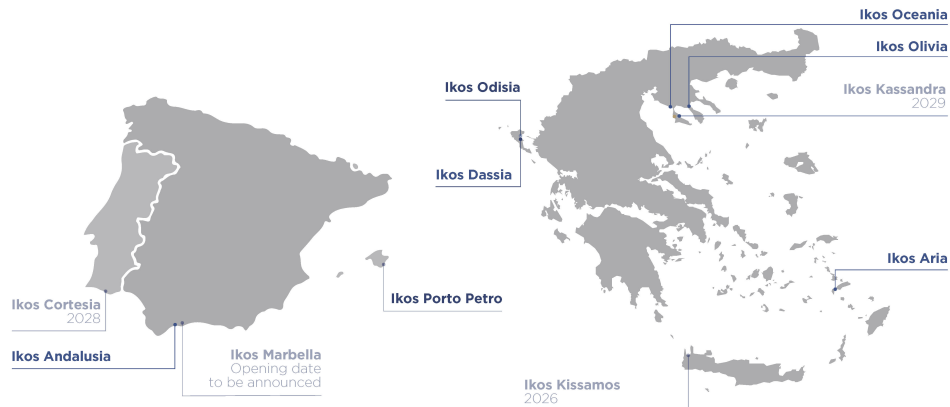 Ikos Oceania
Ikos Olivia
Ikos Kassandra
2029
Ikos Odisia
Ikos Dassia
Ikos Aria
Ikos Porto Petro
Ikos Cortesia
2028
Ikos Andalusia
Ikos Marbella
Opening date
to be announced
Ikos Kissamos
2026